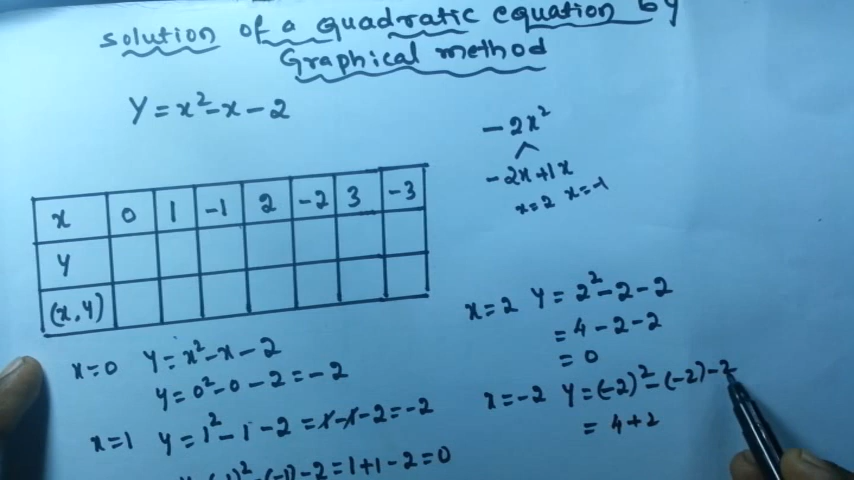 solution of a quadratic equation by
Graphical method
Y = x² - x - 2
- 2x²
- 2x + 1x
x = 2 x = -1
x 0 1 -1 2 -2 3 -3
y
(x, y)
x = 0 y = x² - x - 2
y = 0² - 0 - 2 = -2
x = 1 y = 1² - 1 - 2 = 1 - 1 - 2 = -2
(-1)² - (-1) - 2 = 1 + 1 - 2 = 0
x = 2 y = 2² - 2 - 2
= 4 - 2 - 2
= 0
x = -2 y = (-2)² - (-2) - 2
= 4 + 2